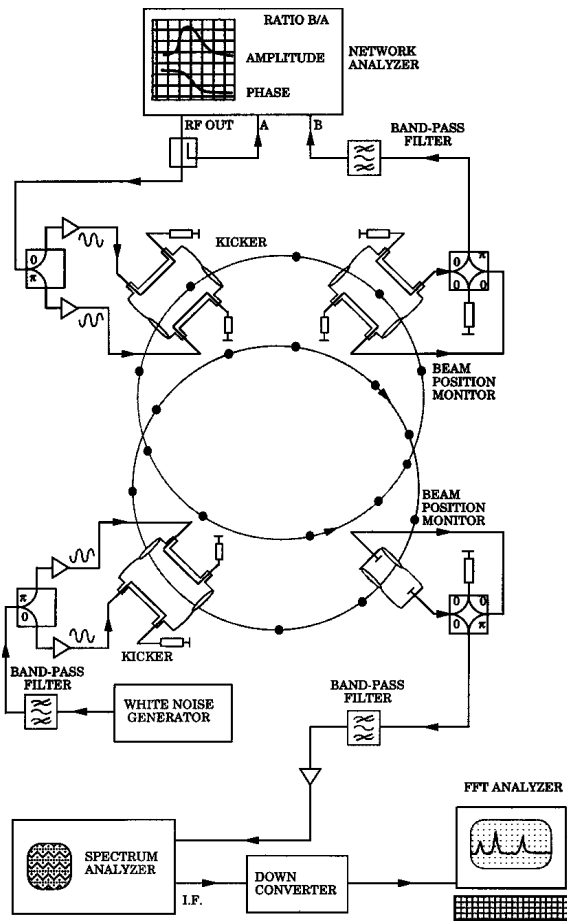 RATIO B/A
AMPLITUDE
PHASE
NETWORK
ANALYZER
RF OUT
A
B
BAND-PASS
FILTER
0
π
KICKER
0
π
0
0
BEAM
POSITION
MONITOR
BEAM
POSITION
MONITOR
π
0
KICKER
0
0
0
π
BAND-PASS
FILTER
WHITE NOISE
GENERATOR
BAND-PASS
FILTER
FFT ANALYZER
SPECTRUM
ANALYZER
I.F.
DOWN
CONVERTER